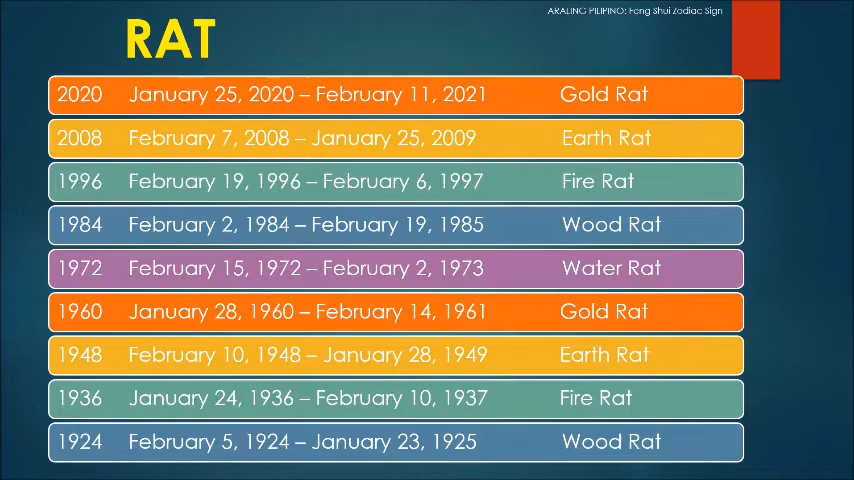 ARALING PILIPINO: Feng Shui Zodiac Sign
RAT
2020 January 25, 2020 – February 11, 2021 Gold Rat
2008 February 7, 2008 – January 25, 2009 Earth Rat
1996 February 19, 1996 – February 6, 1997 Fire Rat
1984 February 2, 1984 – February 19, 1985 Wood Rat
1972 February 15, 1972 – February 2, 1973 Water Rat
1960 January 28, 1960 – February 14, 1961 Gold Rat
1948 February 10, 1948 – January 28, 1949 Earth Rat
1936 January 24, 1936 – February 10, 1937 Fire Rat
1924 February 5, 1924 – January 23, 1925 Wood Rat